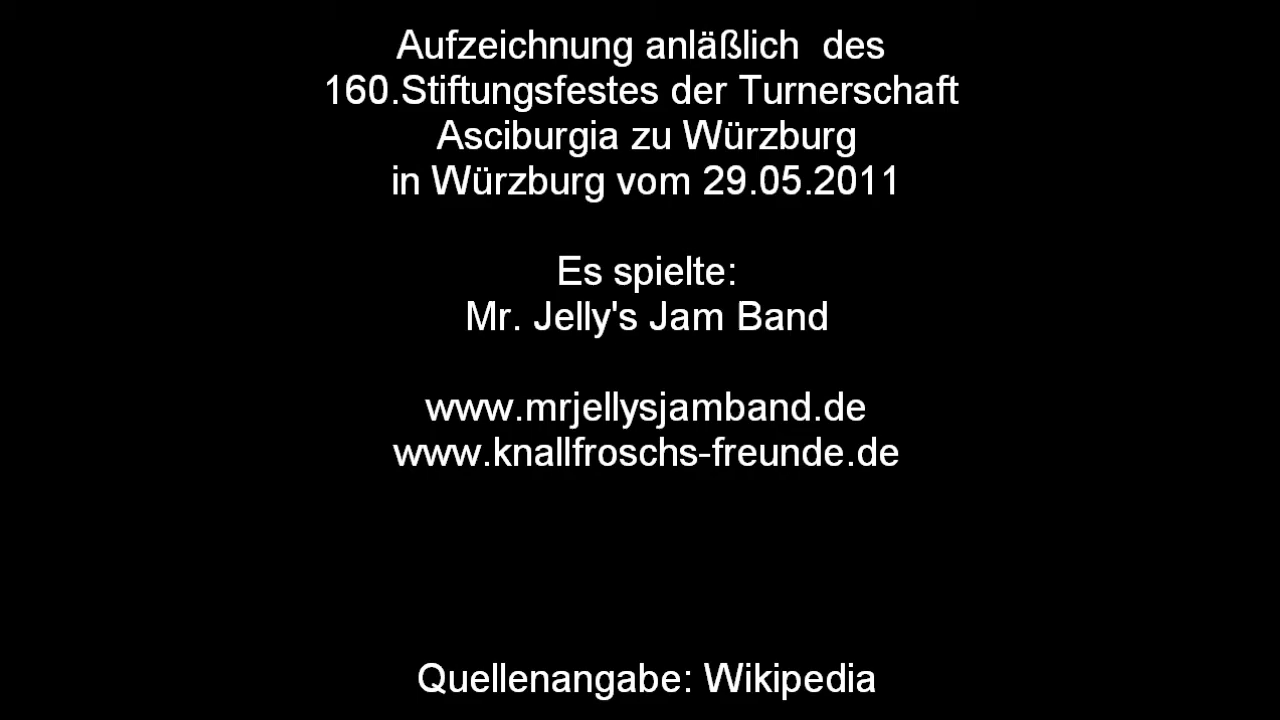 Aufzeichnung anläßlich  des
160.Stiftungsfestes der Turnerschaft
Asciburgia zu Würzburg
in Würzburg vom 29.05.2011
Es spielte:
Mr. Jelly's Jam Band
www.mrjellysjamband.de
www.knallfroschs-freunde.de
Quellenangabe: Wikipedia